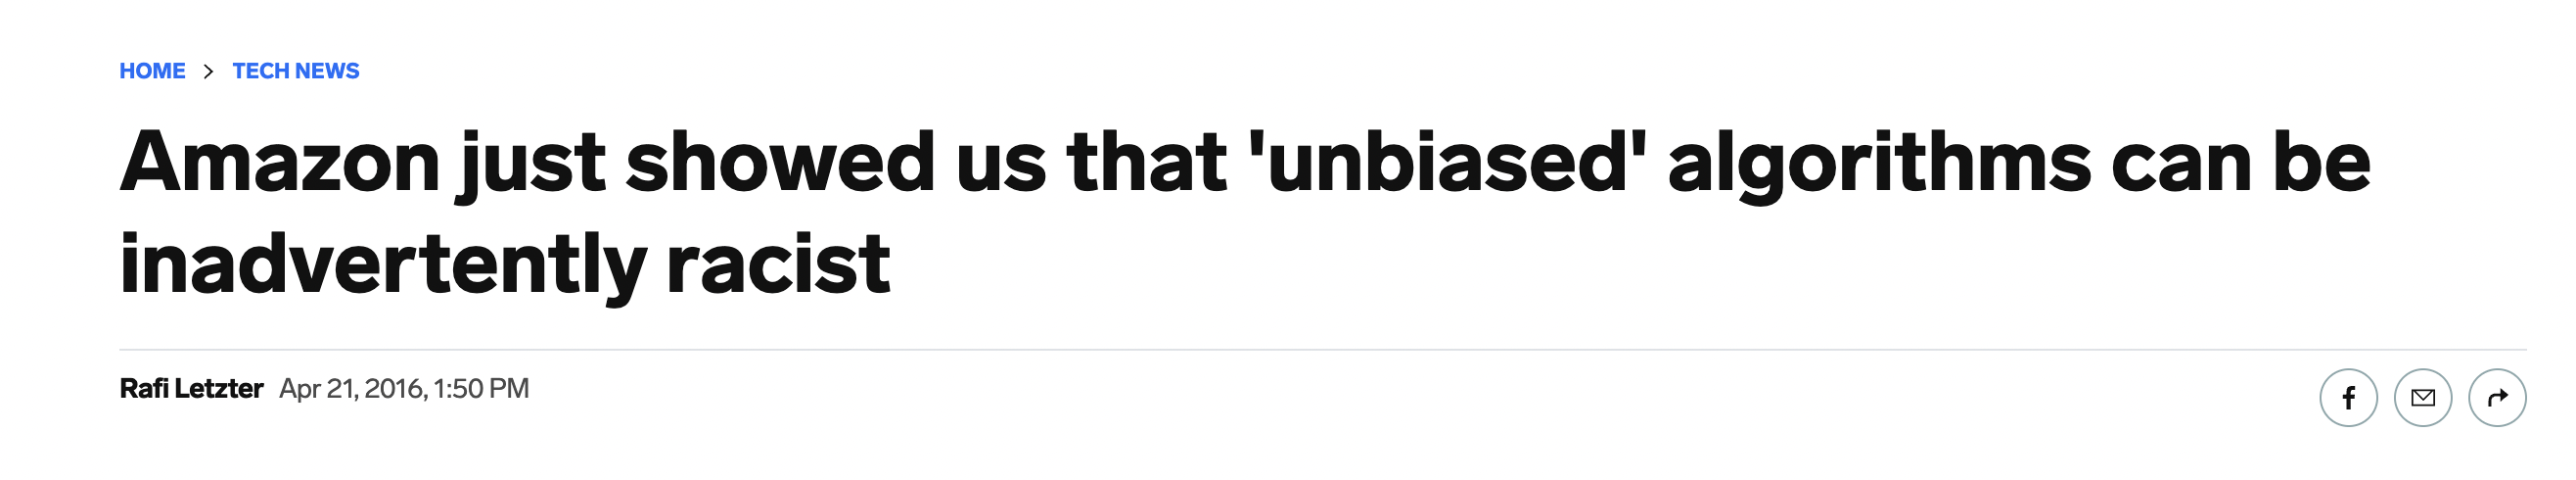 HOME > TECH NEWS
Amazon just showed us that 'unbiased' algorithms can be
inadvertently racist
Rafi Letzter Apr 21, 2016, 1:50 PM